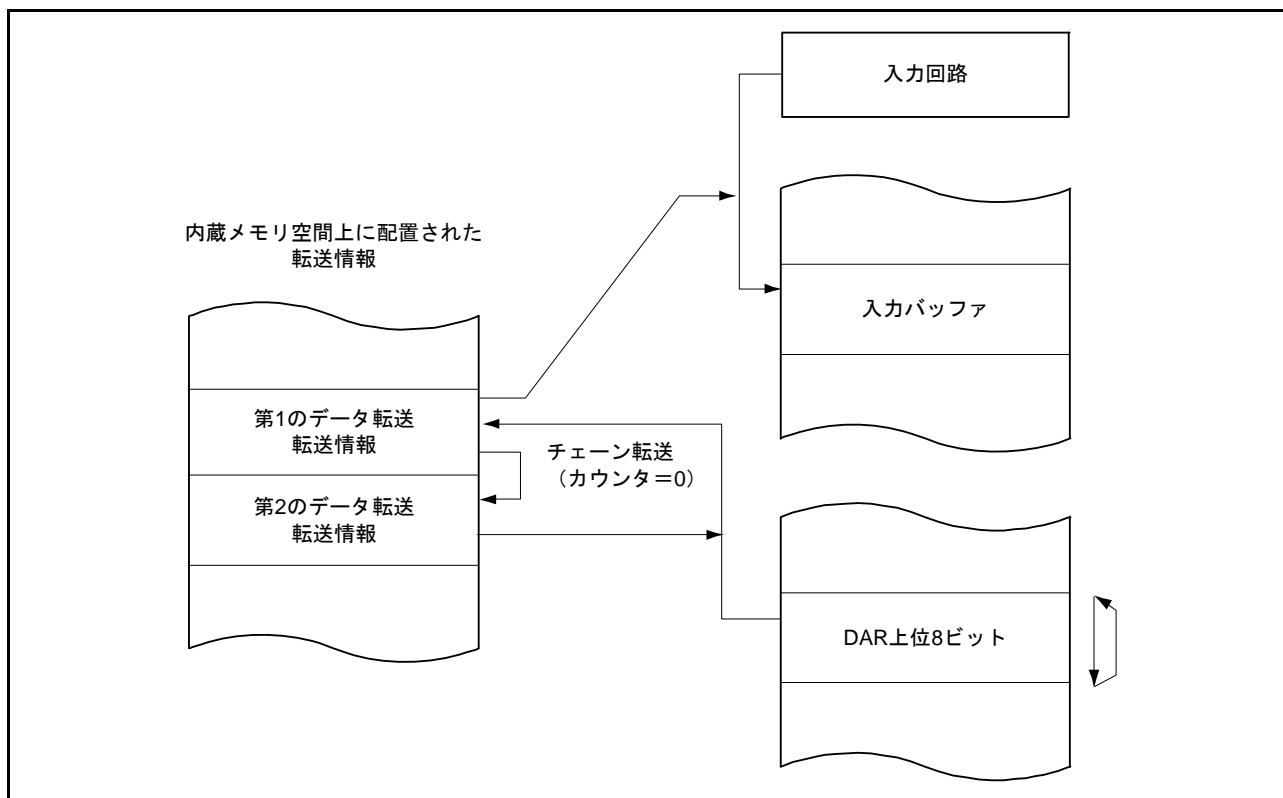 入力回路
内蔵メモリ空間上に配置された
転送情報
入力バッファ
第1のデータ転送
転送情報
チェーン転送
（カウンタ＝0）
第2のデータ転送
転送情報
DAR上位8ビット